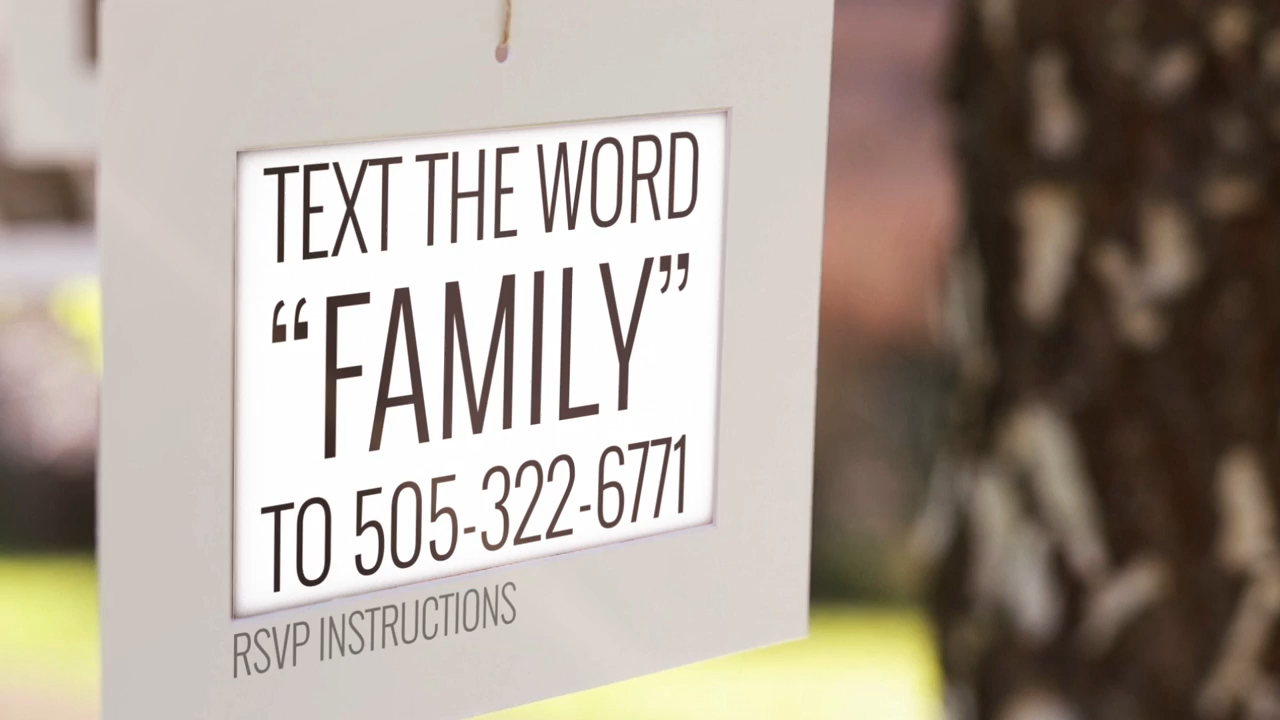 TEXT THE WORD
“FAMILY”
TO 505-322-6771
RSVP INSTRUCTIONS